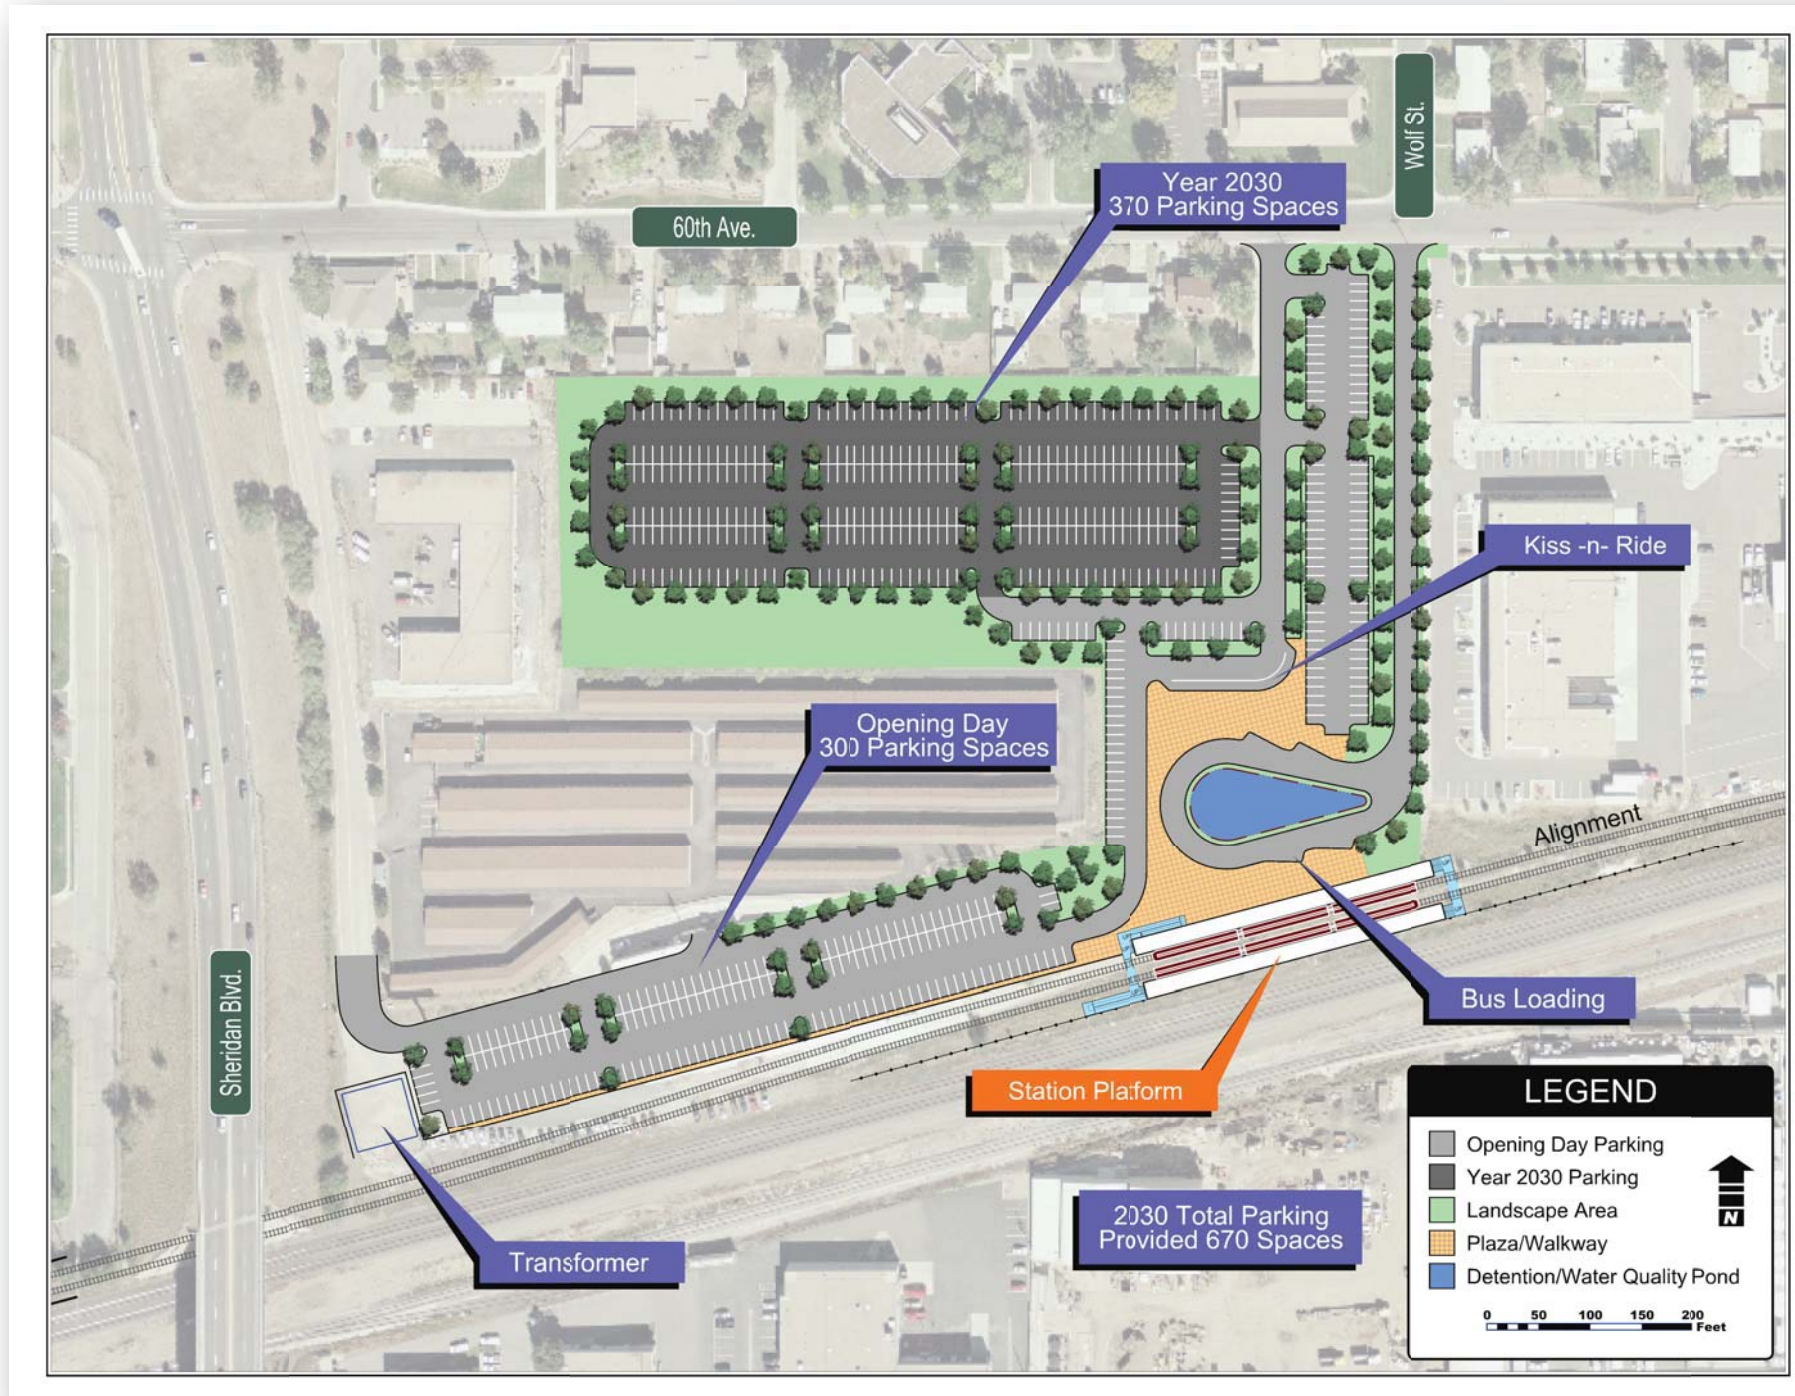 Wolf St.
Year 2030
370 Parking Spaces
60th Ave.
Kiss -n- Ride
Opening Day
300 Parking Spaces
Alignment
Bus Loading
Sheridan Blvd.
Station Platform
2030 Total Parking
Provided 670 Spaces
Transformer
LEGEND
Opening Day Parking
Year 2030 Parking
Landscape Area
Plaza/Walkway
Detention/Water Quality Pond
N
0 50 100 150 200
Feet